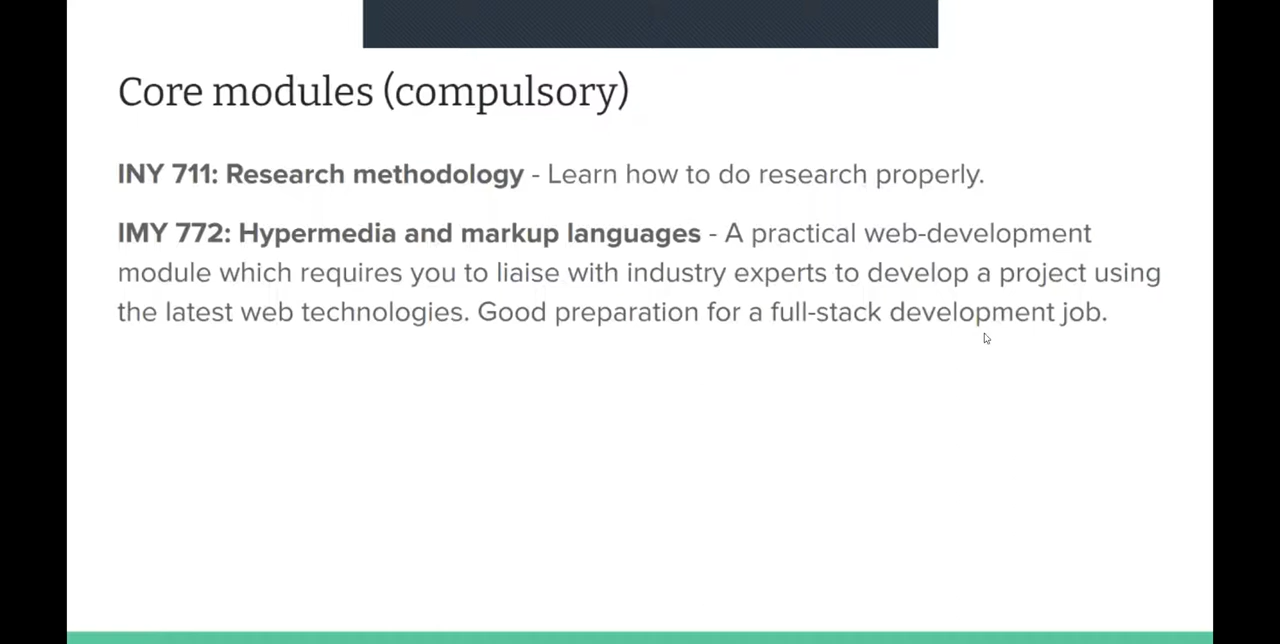 Core modules (compulsory)
INY 711: Research methodology - Learn how to do research properly.
IMY 772: Hypermedia and markup languages - A practical web-development
module which requires you to liaise with industry experts to develop a project using
the latest web technologies. Good preparation for a full-stack development job.